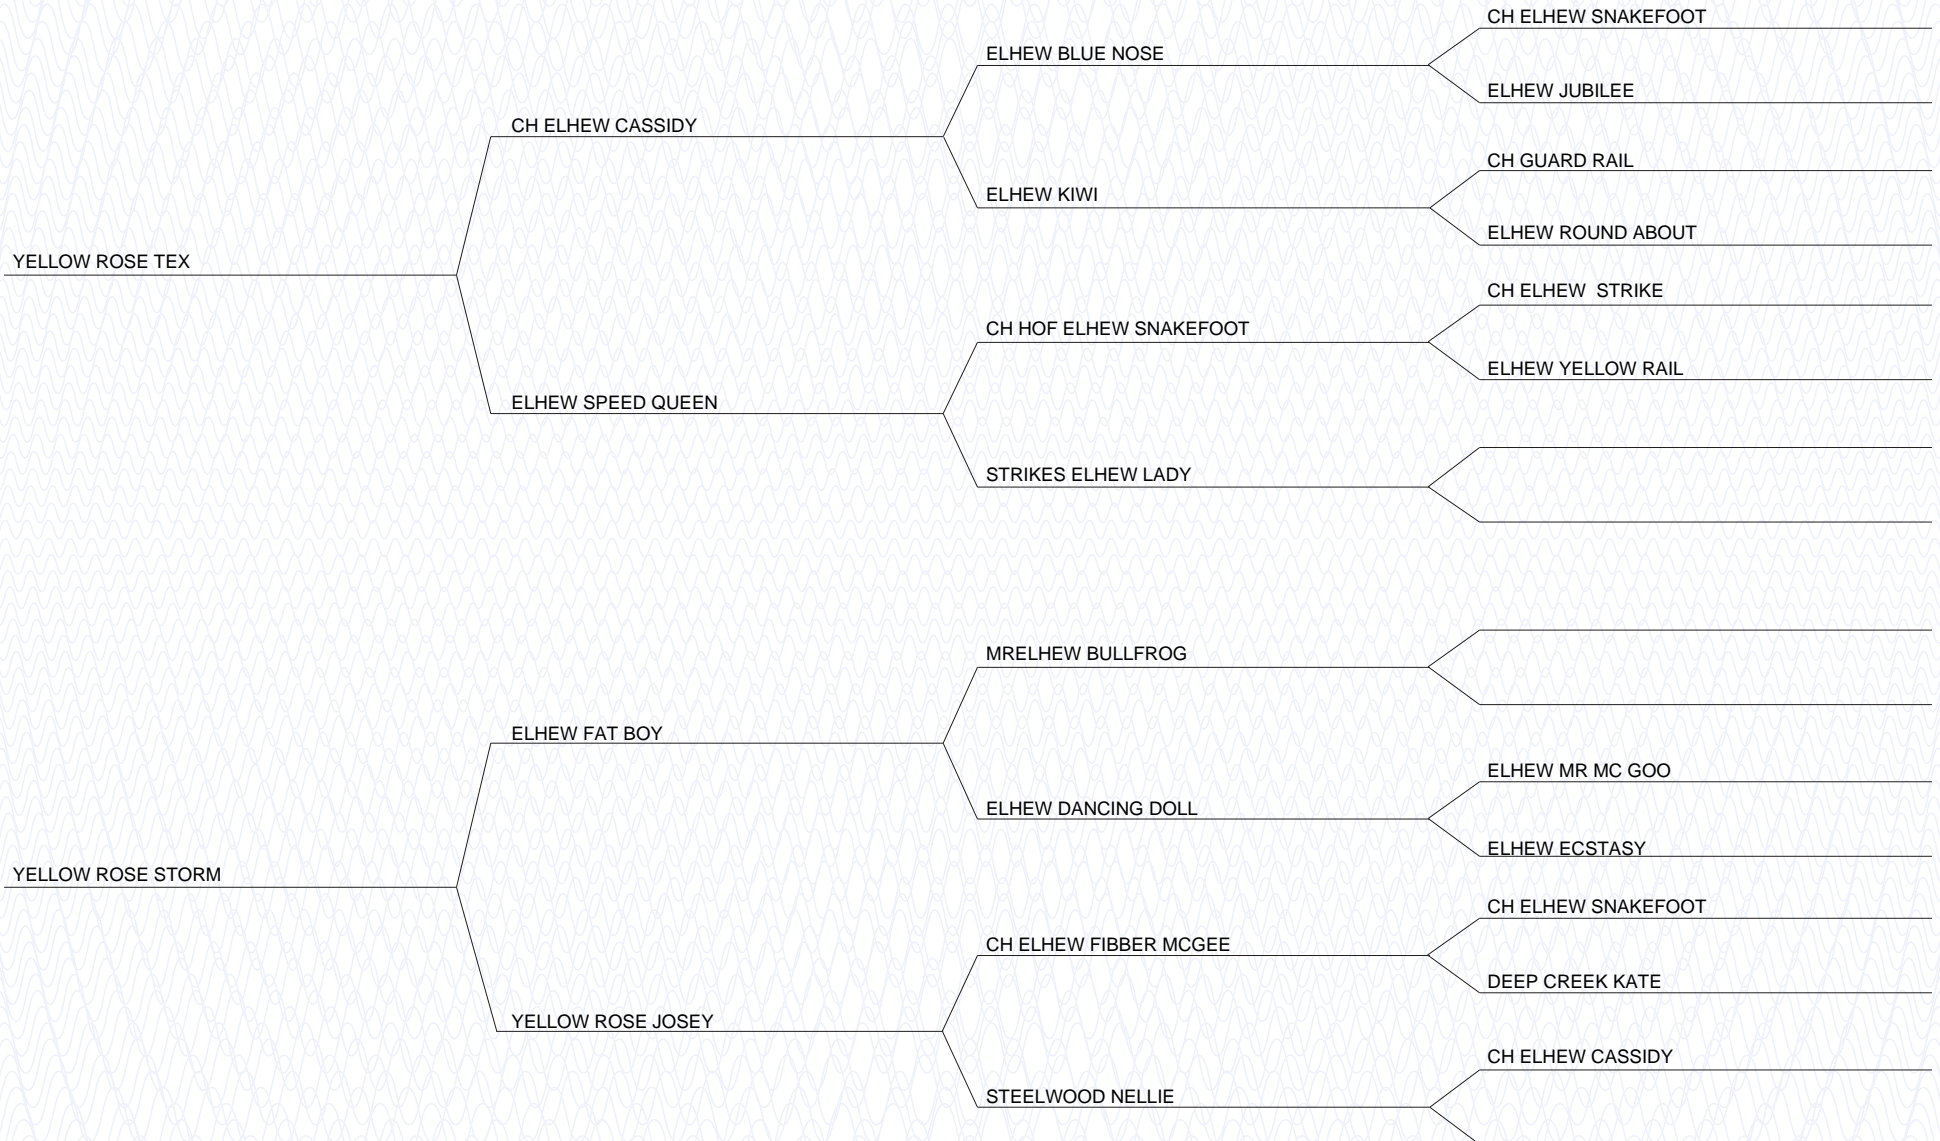 CH ELHEW SNAKEFOOT
ELHEW BLUE NOSE
ELHEW JUBILEE
CH ELHEW CASSIDY
CH GUARD RAIL
ELHEW KIWI
ELHEW ROUND ABOUT
YELLOW ROSE TEX
CH ELHEW  STRIKE
CH HOF ELHEW SNAKEFOOT
ELHEW YELLOW RAIL
ELHEW SPEED QUEEN
STRIKES ELHEW LADY
MRELHEW BULLFROG
ELHEW FAT BOY
ELHEW MR MC GOO
ELHEW DANCING DOLL
ELHEW ECSTASY
YELLOW ROSE STORM
CH ELHEW SNAKEFOOT
CH ELHEW FIBBER MCGEE
DEEP CREEK KATE
YELLOW ROSE JOSEY
CH ELHEW CASSIDY
STEELWOOD NELLIE